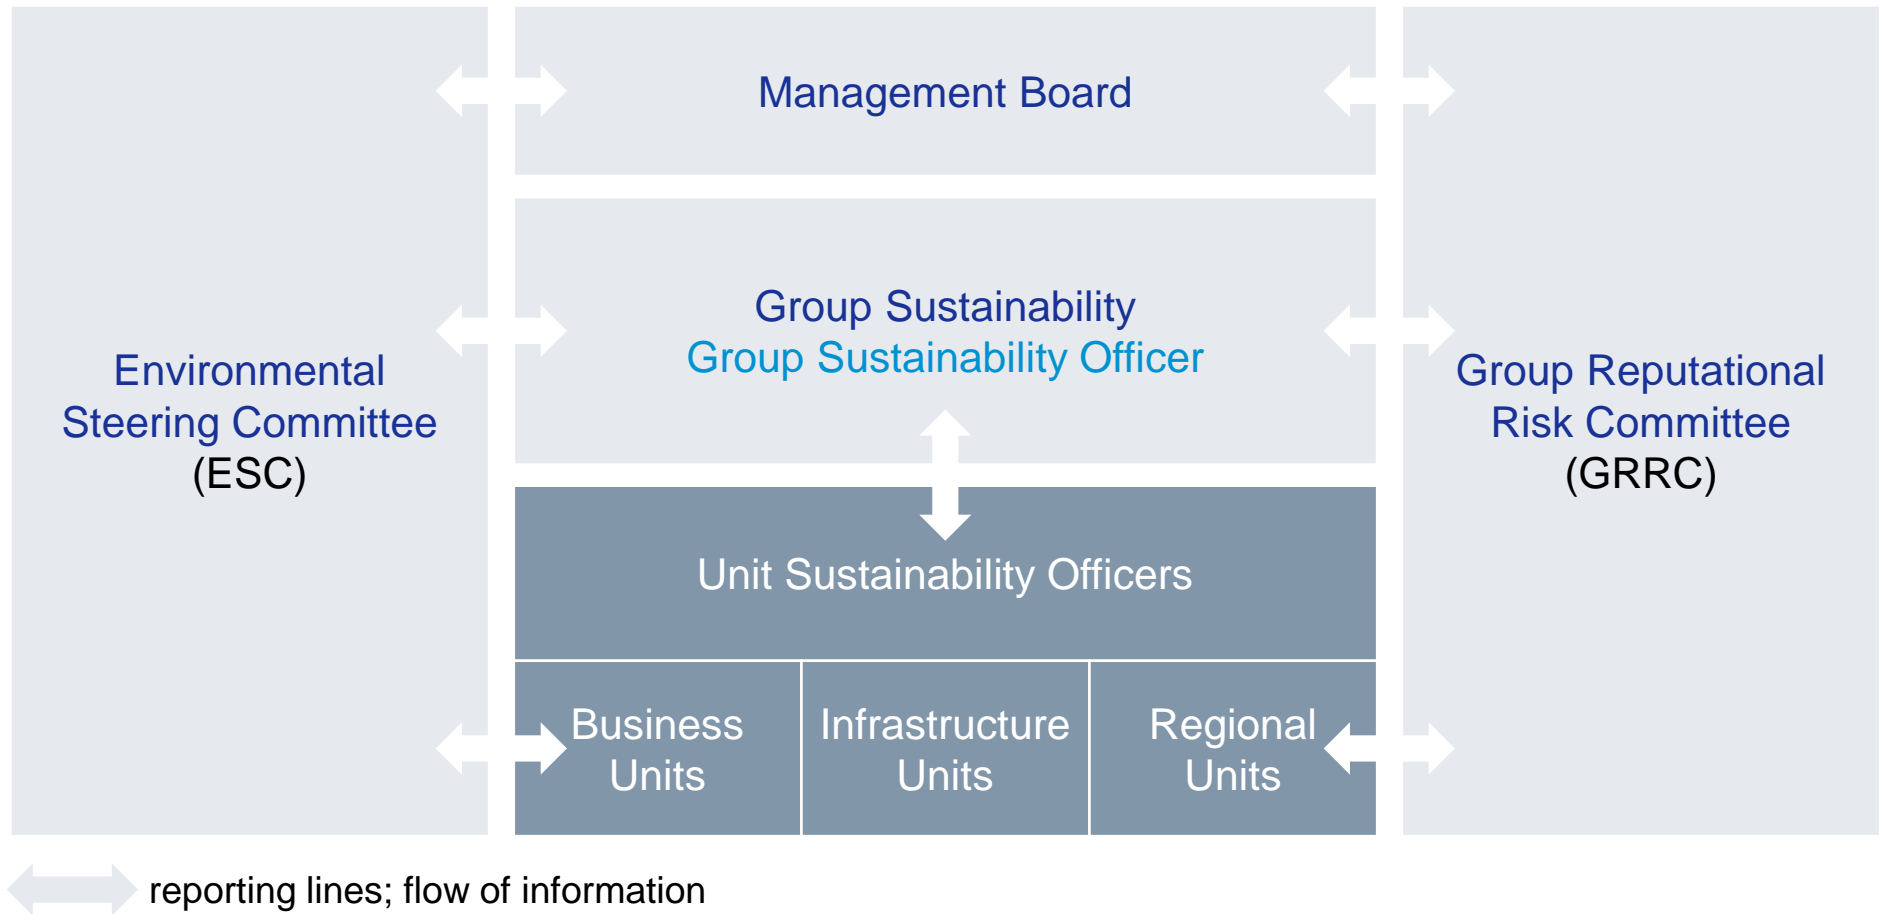 Management Board
Group Sustainability
Group Sustainability Officer
Environmental
Steering Committee
(ESC)
Group Reputational
Risk Committee
(GRRC)
Unit Sustainability Officers
Business
Units
Infrastructure
Units
Regional
Units
reporting lines; flow of information